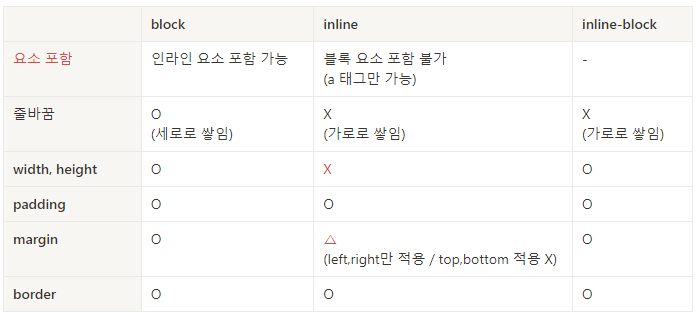 block inline inline-block
요소 포함 인라인 요소 포함 가능 블록 요소 포함 불가 -
(a 태그만 가능)
줄바꿈 O X X
(세로로 쌓임) (가로로 쌓임) (가로로 쌓임)
width, height O X O
padding O O O
margin O △ O
(left,right만 적용 / top,bottom 적용 X)
border O O O